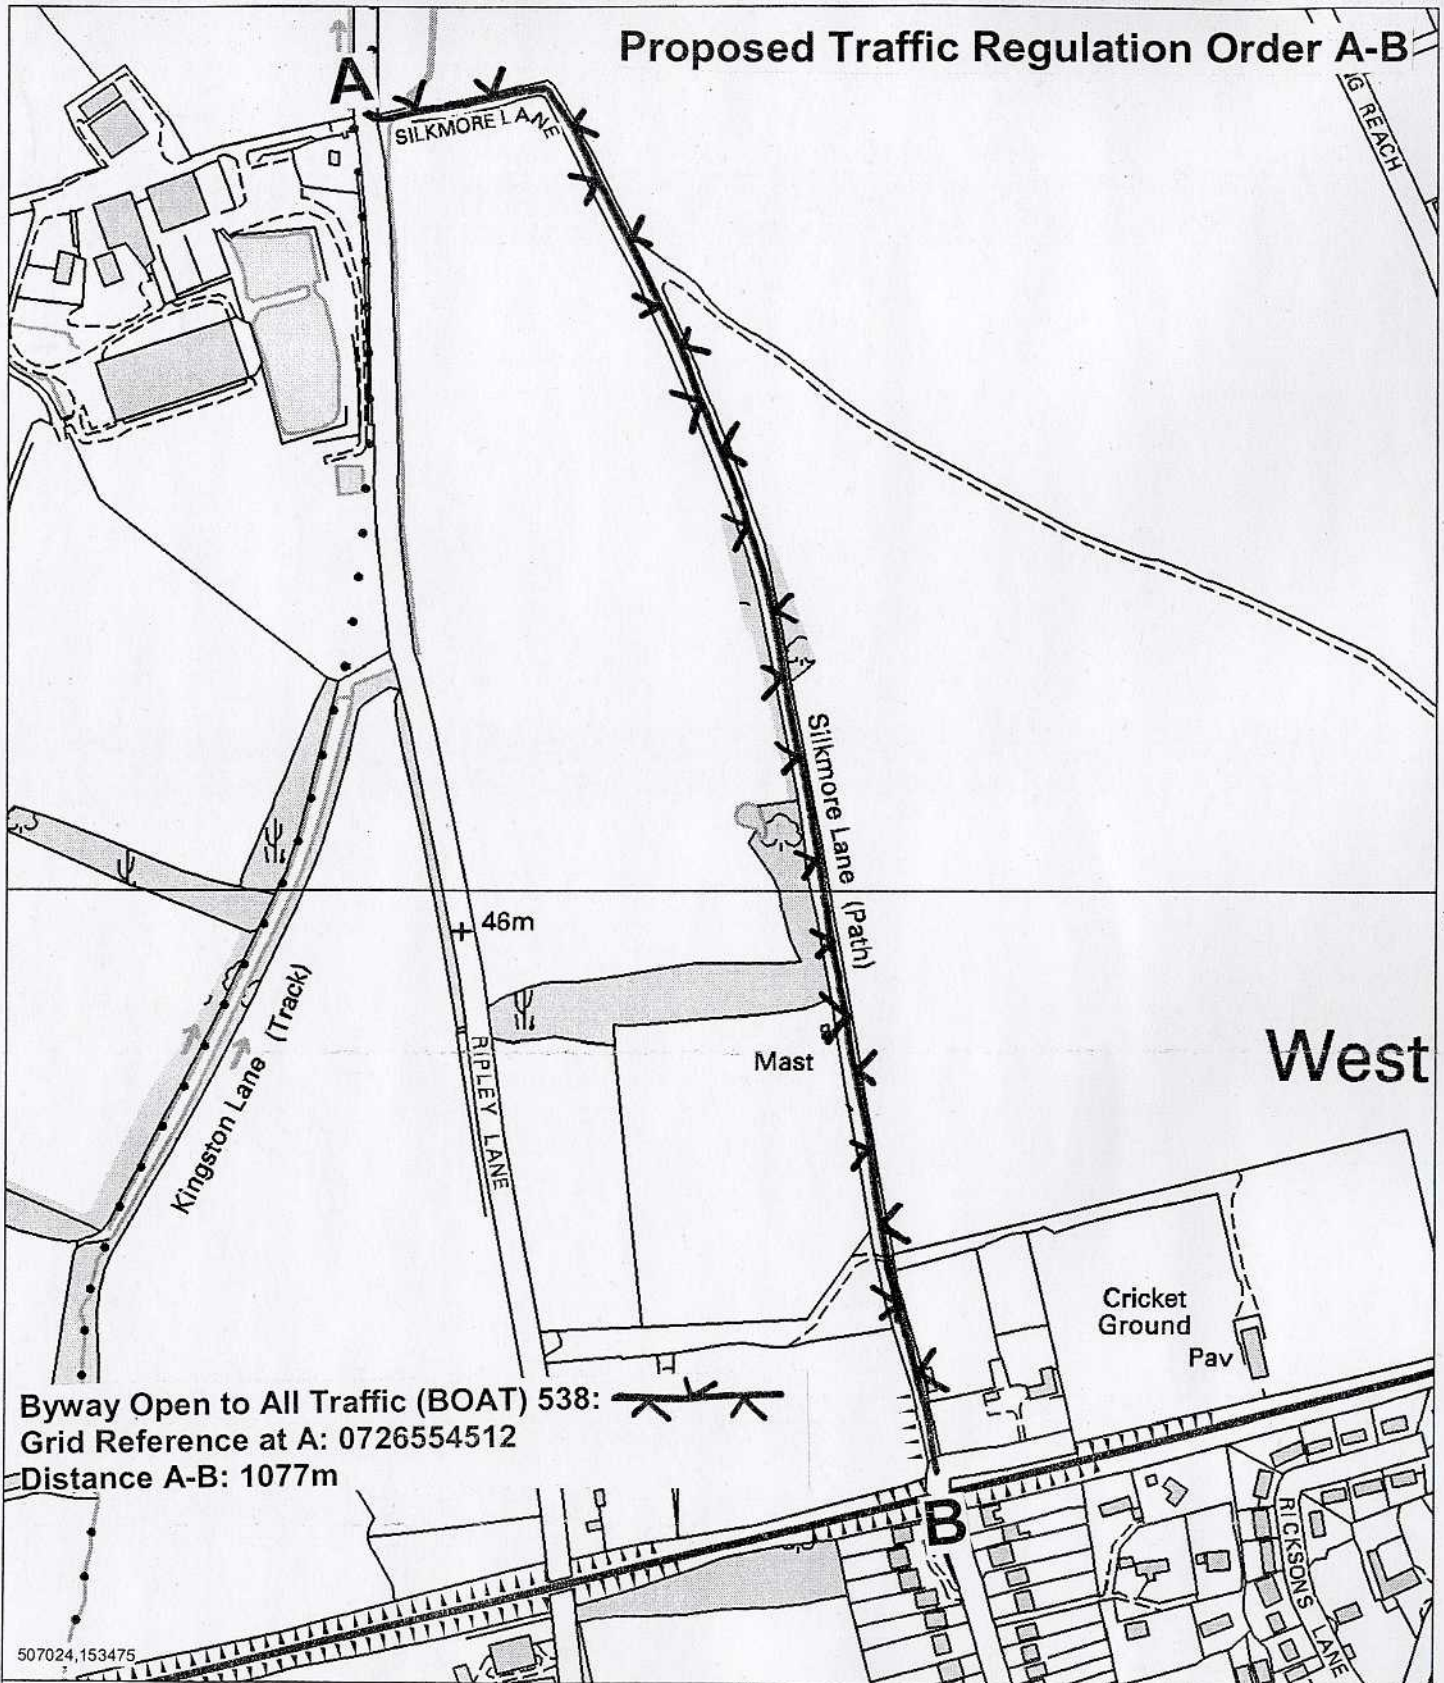 Proposed Traffic Regulation Order A-B
A
SILKMORE LANE
G REACH
Silkmore Lane (Path)
46m
Kingston Lane (Track)
RIPLEY LANE
Mast
West
Cricket
Ground
Pav
Byway Open to All Traffic (BOAT) 538:
Grid Reference at A: 0726554512
Distance A-B: 1077m
B
RICKSONS LANE
507024,153475